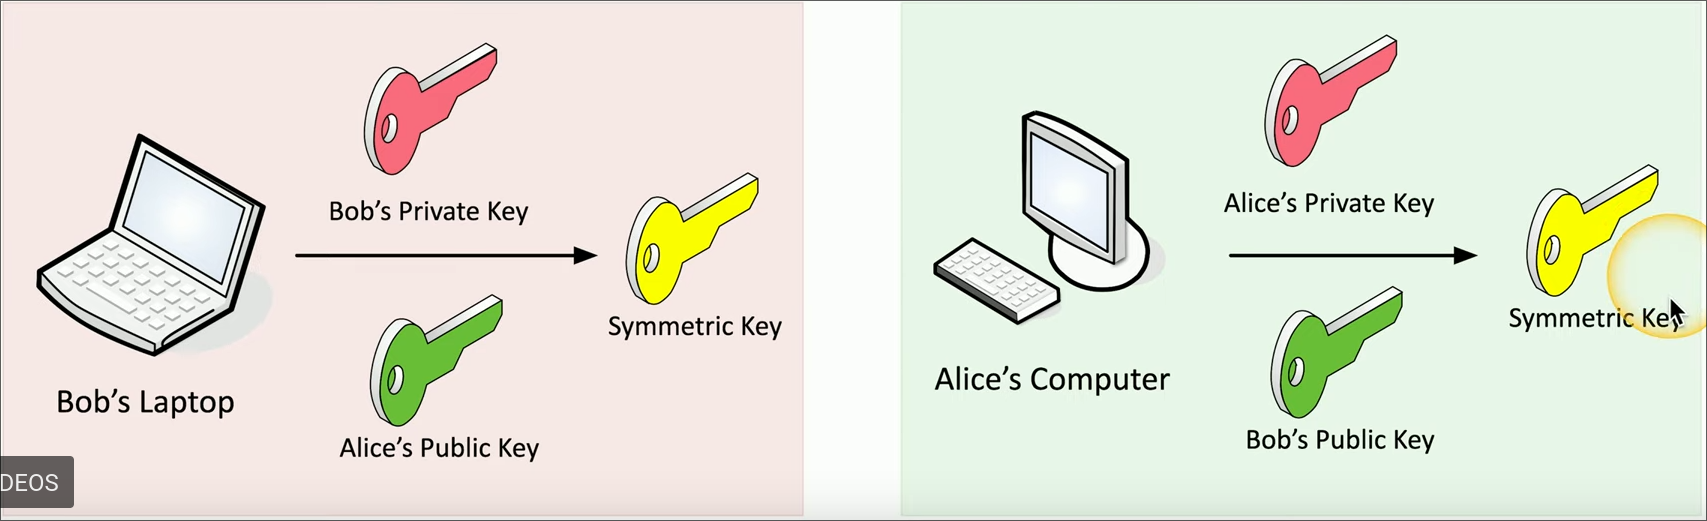 Bob's Private Key
Symmetric Key
Bob's Laptop
Alice's Public Key
DEOS
Alice's Private Key
Symmetric Key
Alice's Computer
Bob's Public Key